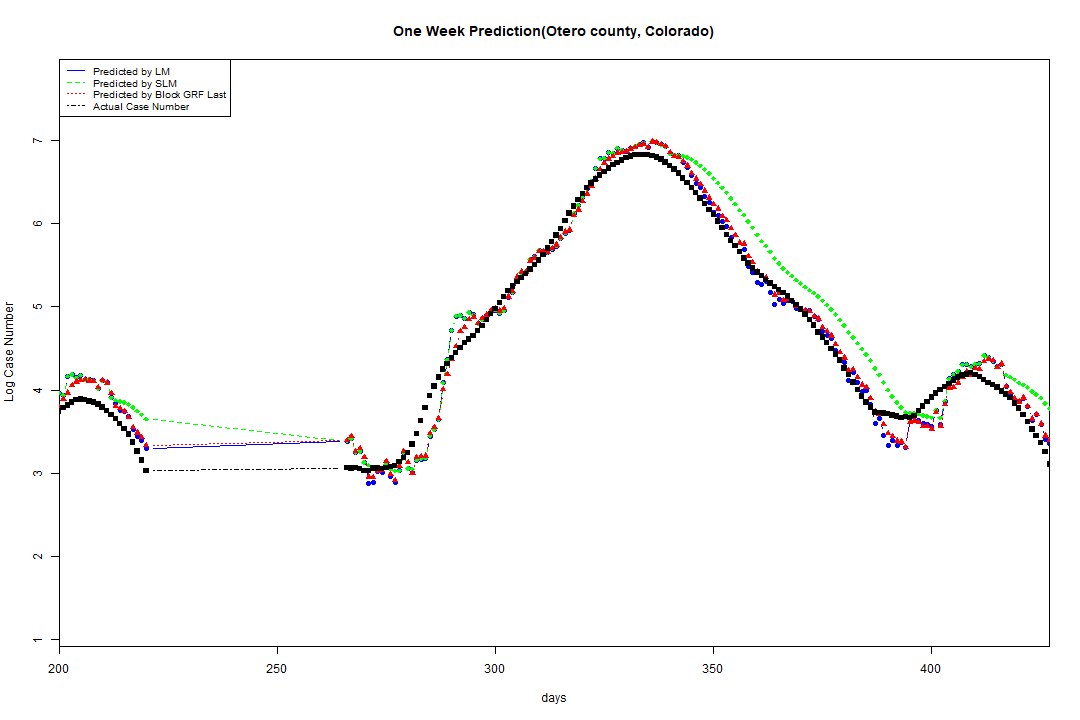 One Week Prediction(Otero county, Colorado)
Predicted by LM
Predicted by SLM
Predicted by Block GRF Last
Actual Case Number
Log Case Number
7
6
5
4
3
2
1
200 250 300 350 400
days